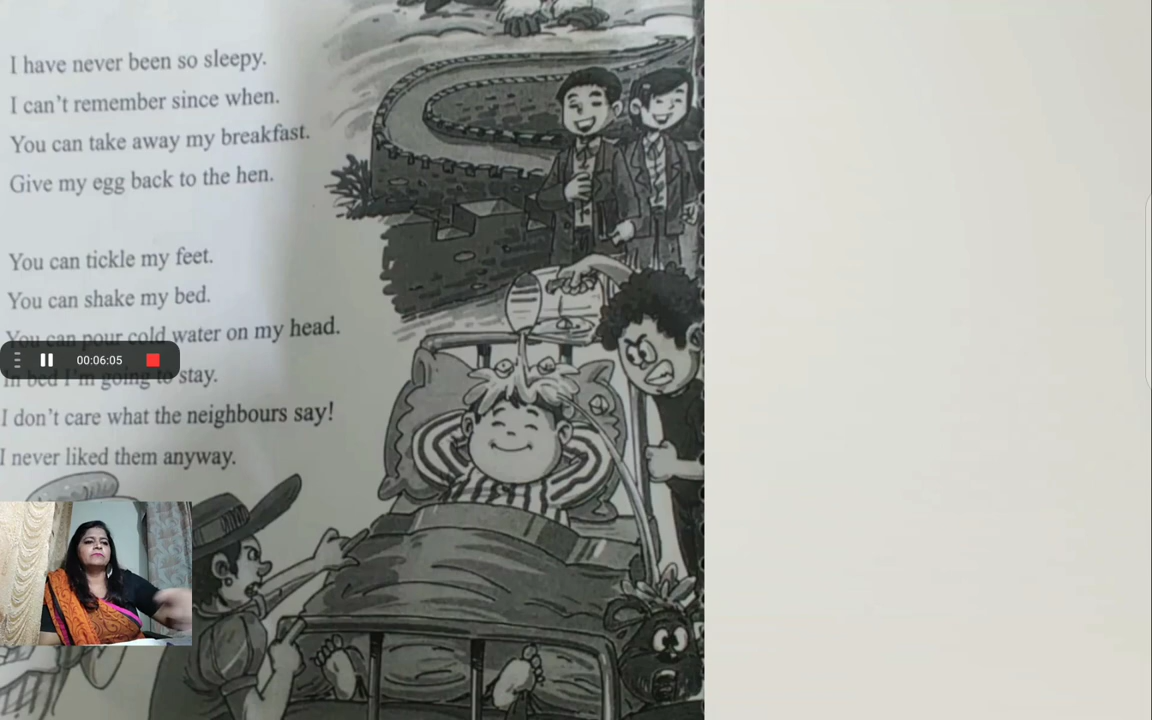 I have never been so sleepy.
I can't remember since when.
You can take away my breakfast.
Give my egg back to the hen.
You can tickle my feet.
You can shake my bed.
You can pour cold water on my head.
00:06:05
In bed I'm going to stay.
I don't care what the neighbours say!
I never liked them anyway.